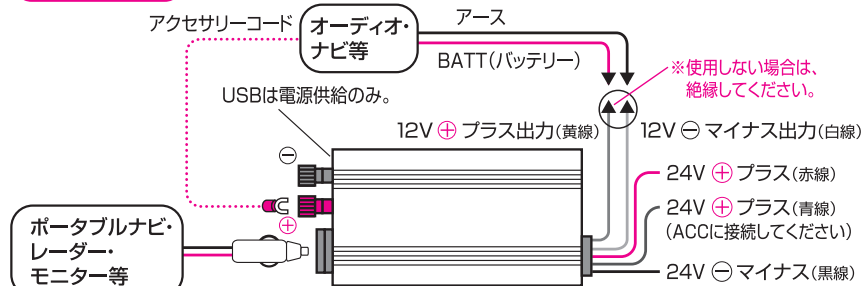 アクセサリーコード
オーディオ・
ナビ等
アース
BATT(バッテリー)
※使用しない場合は、
絶縁してください。
USBは電源供給のみ。
12V⊕プラス出力(黄線)
12V⊖マイナス出力(白線)
⊖
⊕
24V⊕プラス(赤線)
24V⊕プラス(青線)
(ACCに接続してください)
24V⊖マイナス(黒線)
ポータブルナビ・
レーダー・
モニター等